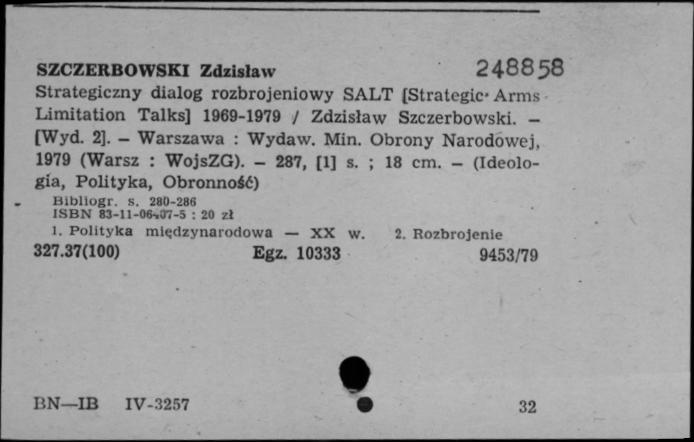 SZCZERBOWSKI Zdzisław 248858
Strategiczny dialog rozbrojeniowy SALT [Strategic Arms
Limitation Talks] 1969-1979 / Zdzisław Szczerbowski. —
[Wyd. 2]. — Warszawa : Wydaw. Min. Obrony Narodowej,
1979 (Warsz : WojsZG). — 287, [1] s. ; 18 cm. — (Ideolo-
gia, Polityka, Obronność)
Bibliogr. s. 280-286
ISBN : 20 zł
1. Polityka międzynarodowa — XX w. 2. Rozbrojenie
327.37(100) Egz. 10333 9453/79
BN—IB IV-3257 32